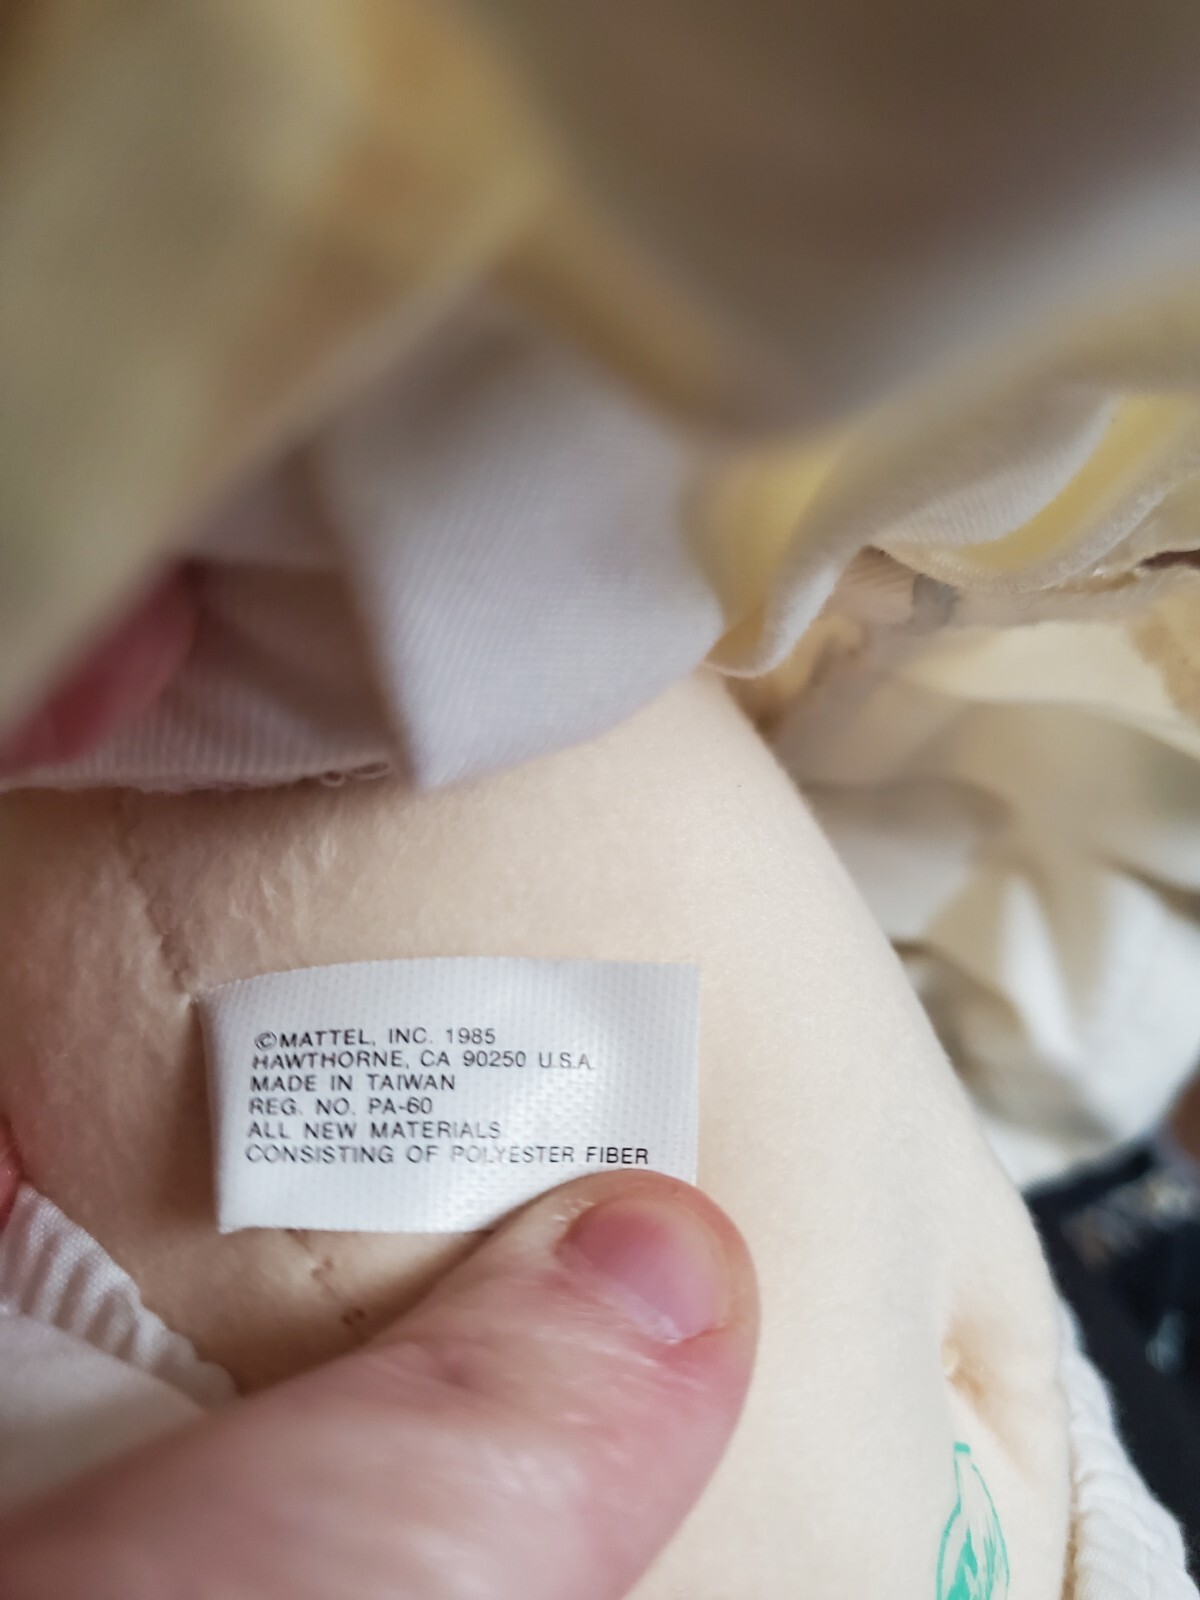 ©MATTEL, INC. 1985
HAWTHORNE, CA 90250 U.S.A.
MADE IN TAIWAN
REG. NO. PA-60
ALL NEW MATERIALS
CONSISTING OF POLYESTER FIBER